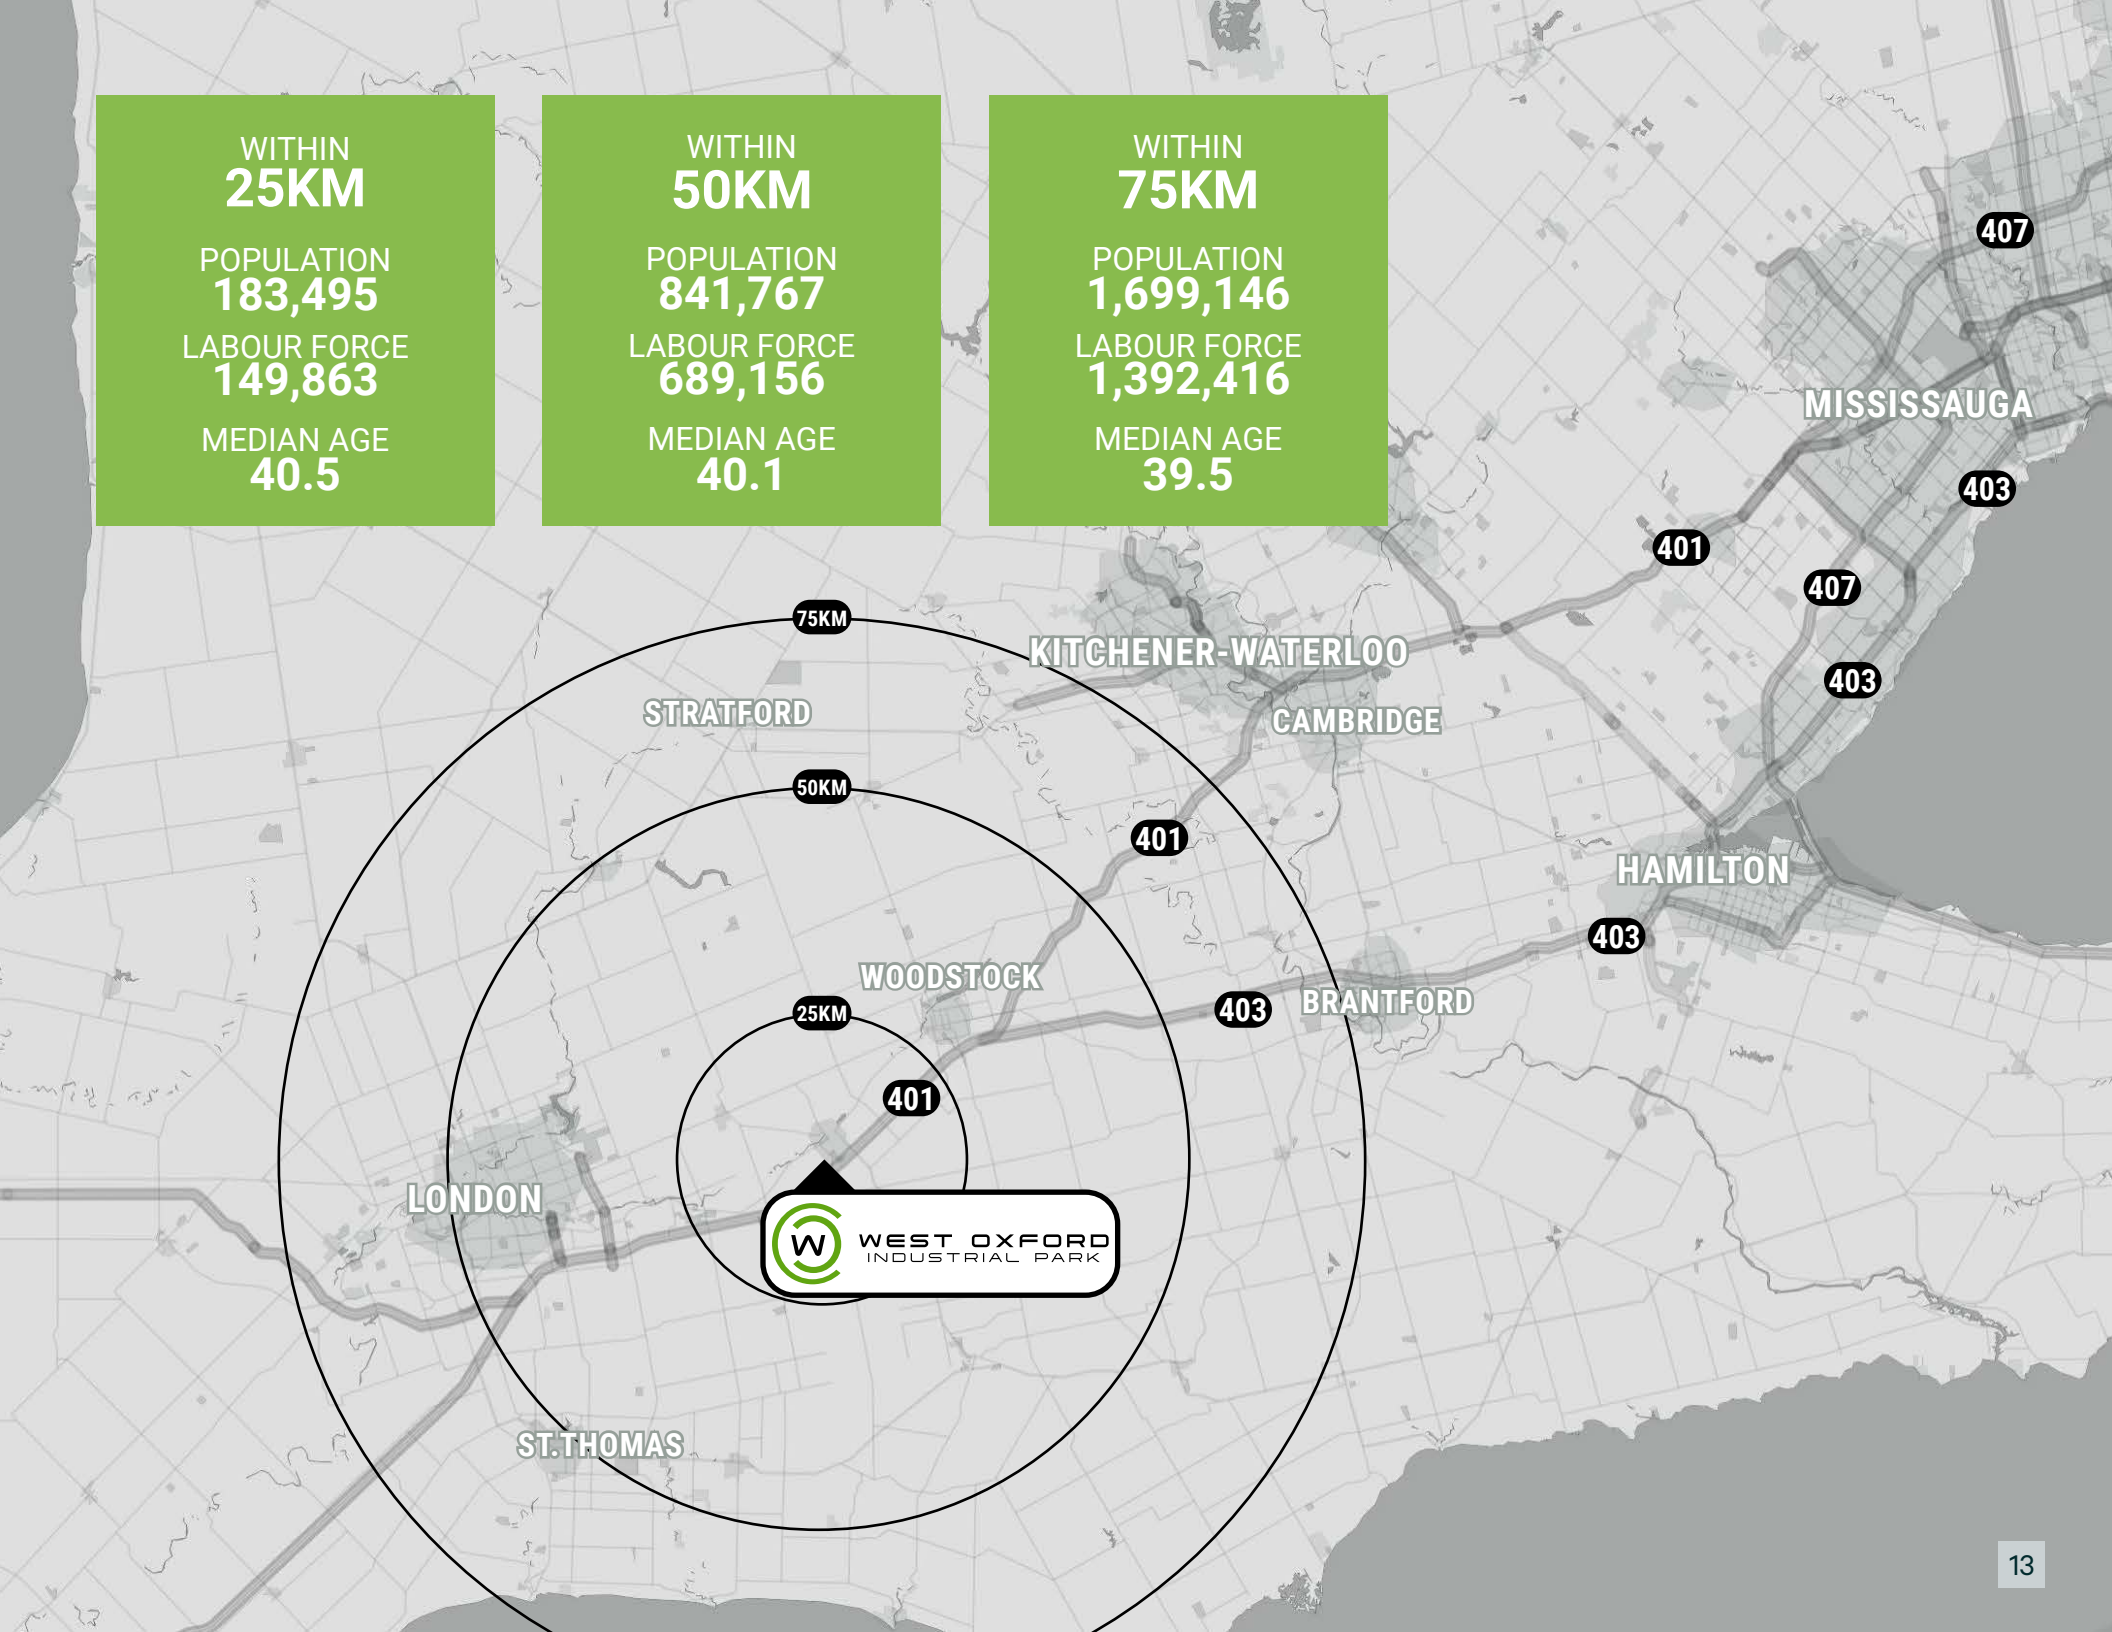 WITHIN
25KM
POPULATION
183,495
LABOUR FORCE
149,863
MEDIAN AGE
40.5
WITHIN
50KM
POPULATION
841,767
LABOUR FORCE
689,156
MEDIAN AGE
40.1
WITHIN
75KM
POPULATION
1,699,146
LABOUR FORCE
1,392,416
MEDIAN AGE
39.5
407
MISSISSAUGA
403
401
407
75KM
KITCHENER-WATERLOO
403
STRATFORD
CAMBRIDGE
50KM
401
HAMILTON
403
WOODSTOCK
25KM
403
BRANTFORD
401
LONDON
W
WEST OXFORD
INDUSTRIAL PARK
ST.THOMAS
13